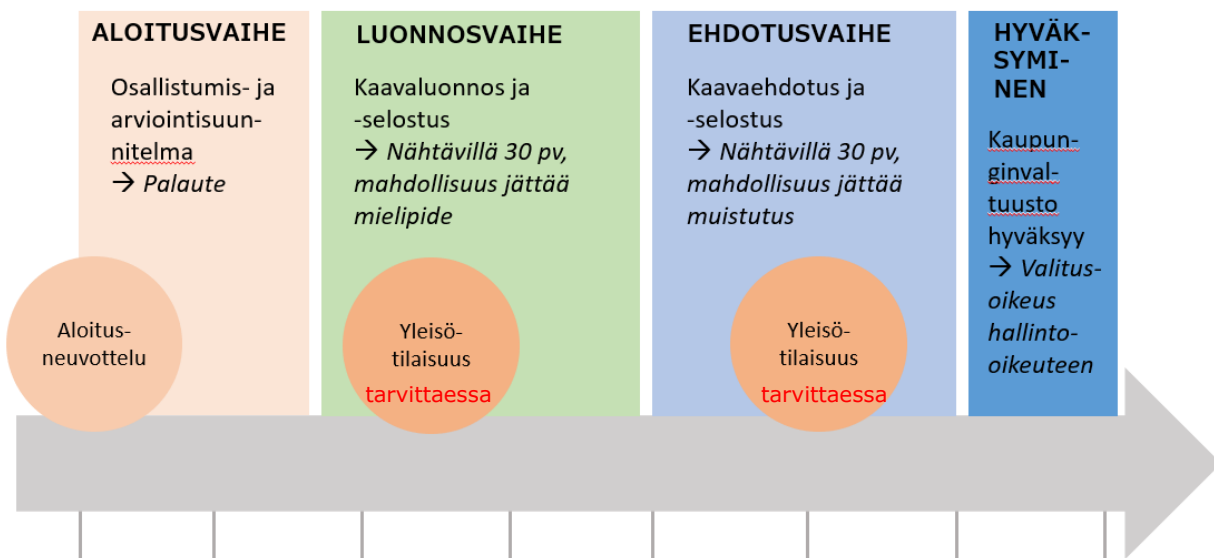 ALOITUSVAIHE
Osallistumis- ja
arviointisuun-
nitelma
→ Palaute
Aloitus-
neuvottelu
LUONNOSVAIHE
Kaavaluonnos ja
-selostus
→ Nähtävillä 30 pv,
mahdollisuus jättää
mielipide
Yleisö-
tilaisuus
tarvittaessa
EHDOTUSVAIHE
Kaavaehdotus ja
-selostus
→ Nähtävillä 30 pv,
mahdollisuus jättää
muistutus
Yleisö-
tilaisuus
tarvittaessa
HYVÄK-
SYMI-
NEN
Kaupun-
ginval-
tuusto
hyväksyy
→ Valitus-
oikeus
hallinto-
oikeuteen